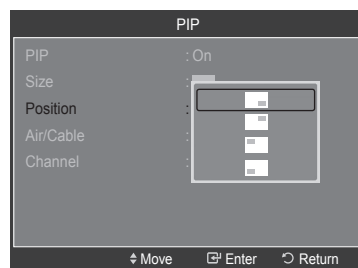 PIP
PIP : On
Size :
Position :
Air/Cable :
Channel :
Move Enter Return